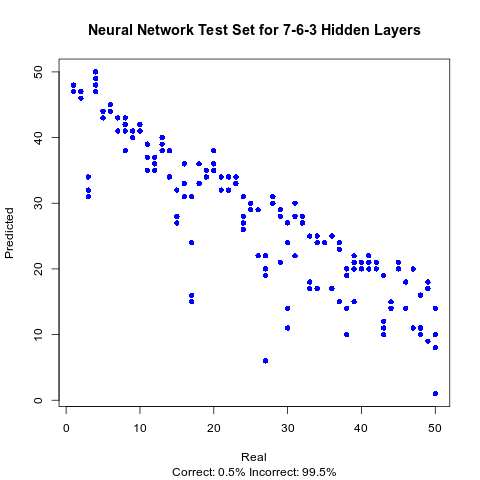 Neural Network Test Set for 7-6-3 Hidden Layers
Predicted
50
40
30
20
10
0
0 10 20 30 40 50
Real
Correct: 0.5% Incorrect: 99.5%